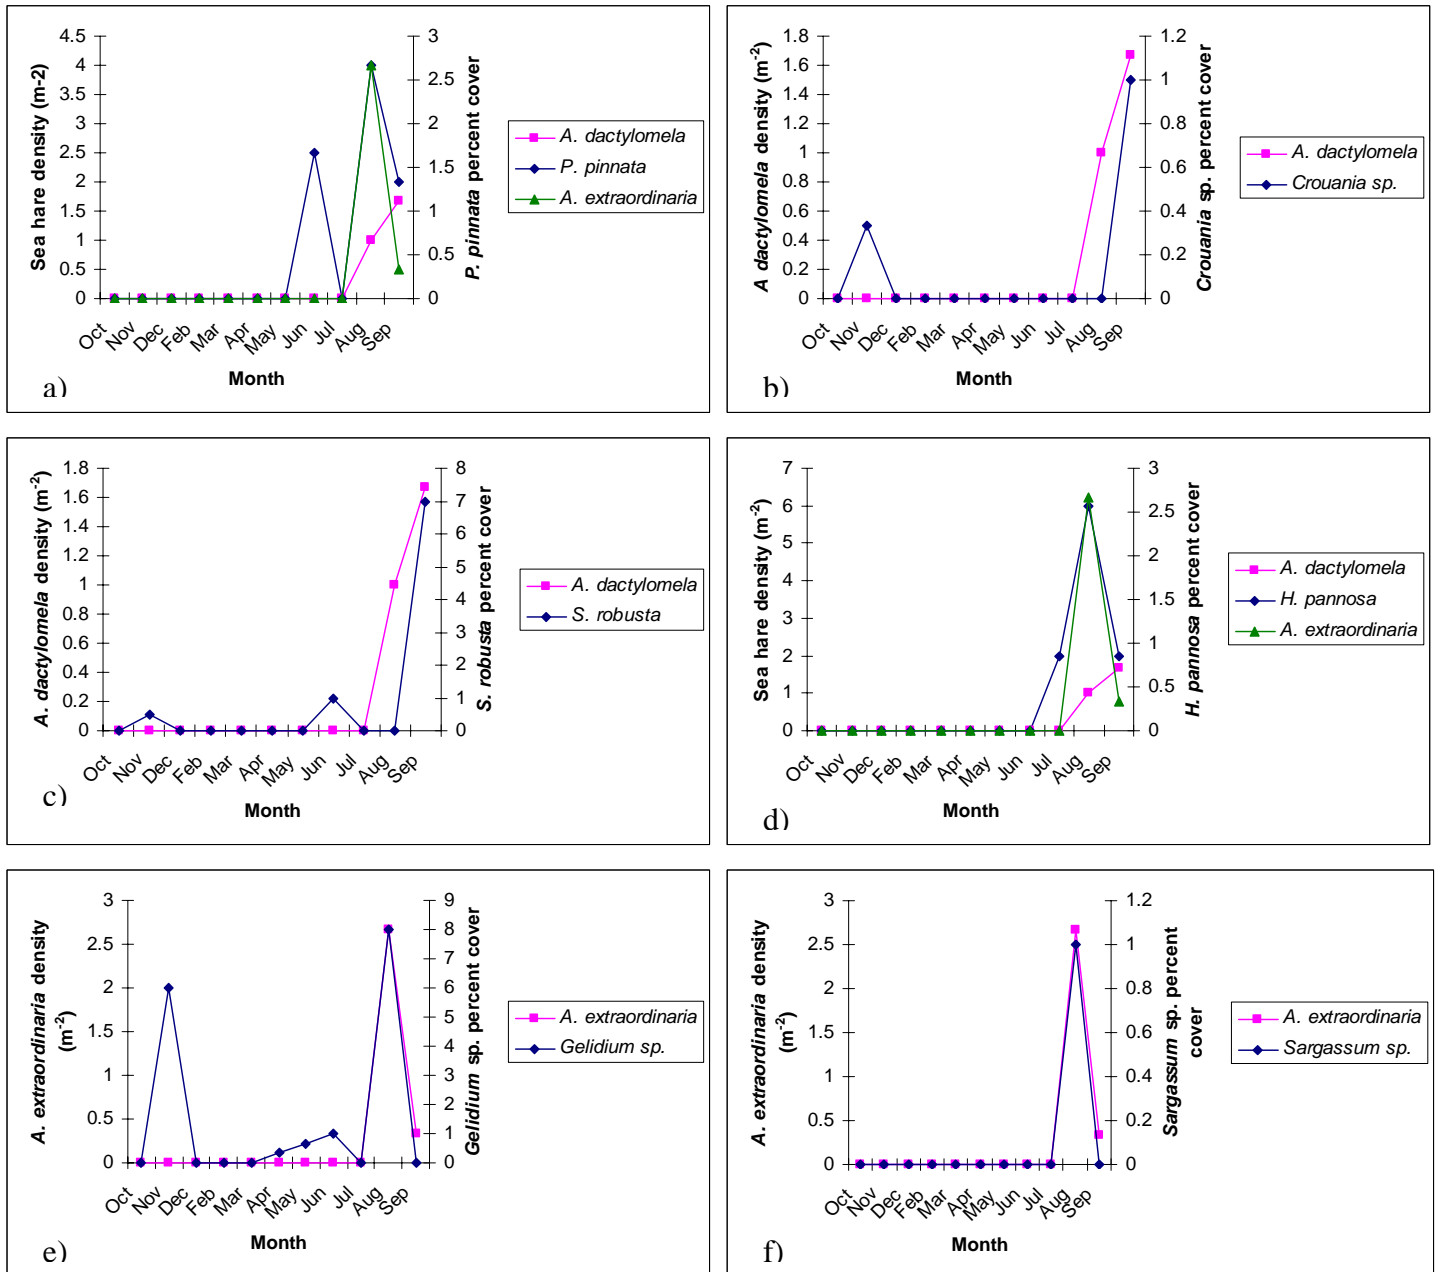 Sea hare density (m-2)
4.5
4
3.5
3
2.5
2
1.5
1
0.5
0
3
2.5
2
1.5
1
0.5
0
P. pinnata percent cover
Oct Nov Dec Feb Mar Apr May Jun Jul Aug Sep
Month
A. dactylomela
P. pinnata
A. extraordinaria
a)
A dactylomela density (m-2)
1.8
1.6
1.4
1.2
1
0.8
0.6
0.4
0.2
0
1.2
1
0.8
0.6
0.4
0.2
0
Crouania sp. percent cover
Oct Nov Dec Feb Mar Apr May Jun Jul Aug Sep
Month
A. dactylomela
Crouania sp.
b)
A. dactylomela density (m-2)
1.8
1.6
1.4
1.2
1
0.8
0.6
0.4
0.2
0
8
7
6
5
4
3
2
1
0
S. robusta percent cover
Oct Nov Dec Feb Mar Apr May Jun Jul Aug Sep
Month
A. dactylomela
S. robusta
c)
Sea hare density (m-2)
7
6
5
4
3
2
1
0
3
2.5
2
1.5
1
0.5
0
H. pannosa percent cover
Oct Nov Dec Feb Mar Apr May Jun Jul Aug Sep
Month
A. dactylomela
H. pannosa
A. extraordinaria
d)
A. extraordinaria density
(m-2)
3
2.5
2
1.5
1
0.5
0
9
8
7
6
5
4
3
2
1
0
Gelidium sp. percent cover
Oct Nov Dec Feb Mar Apr May Jun Jul Aug Sep
Month
A. extraordinaria
Gelidium sp.
e)
A. extraordinaria density
(m-2)
3
2.5
2
1.5
1
0.5
0
1.2
1
0.8
0.6
0.4
0.2
0
Sargassum sp. percent
cover
Oct Nov Dec Feb Mar Apr May Jun Jul Aug Sep
Month
A. extraordinaria
Sargassum sp.
f)